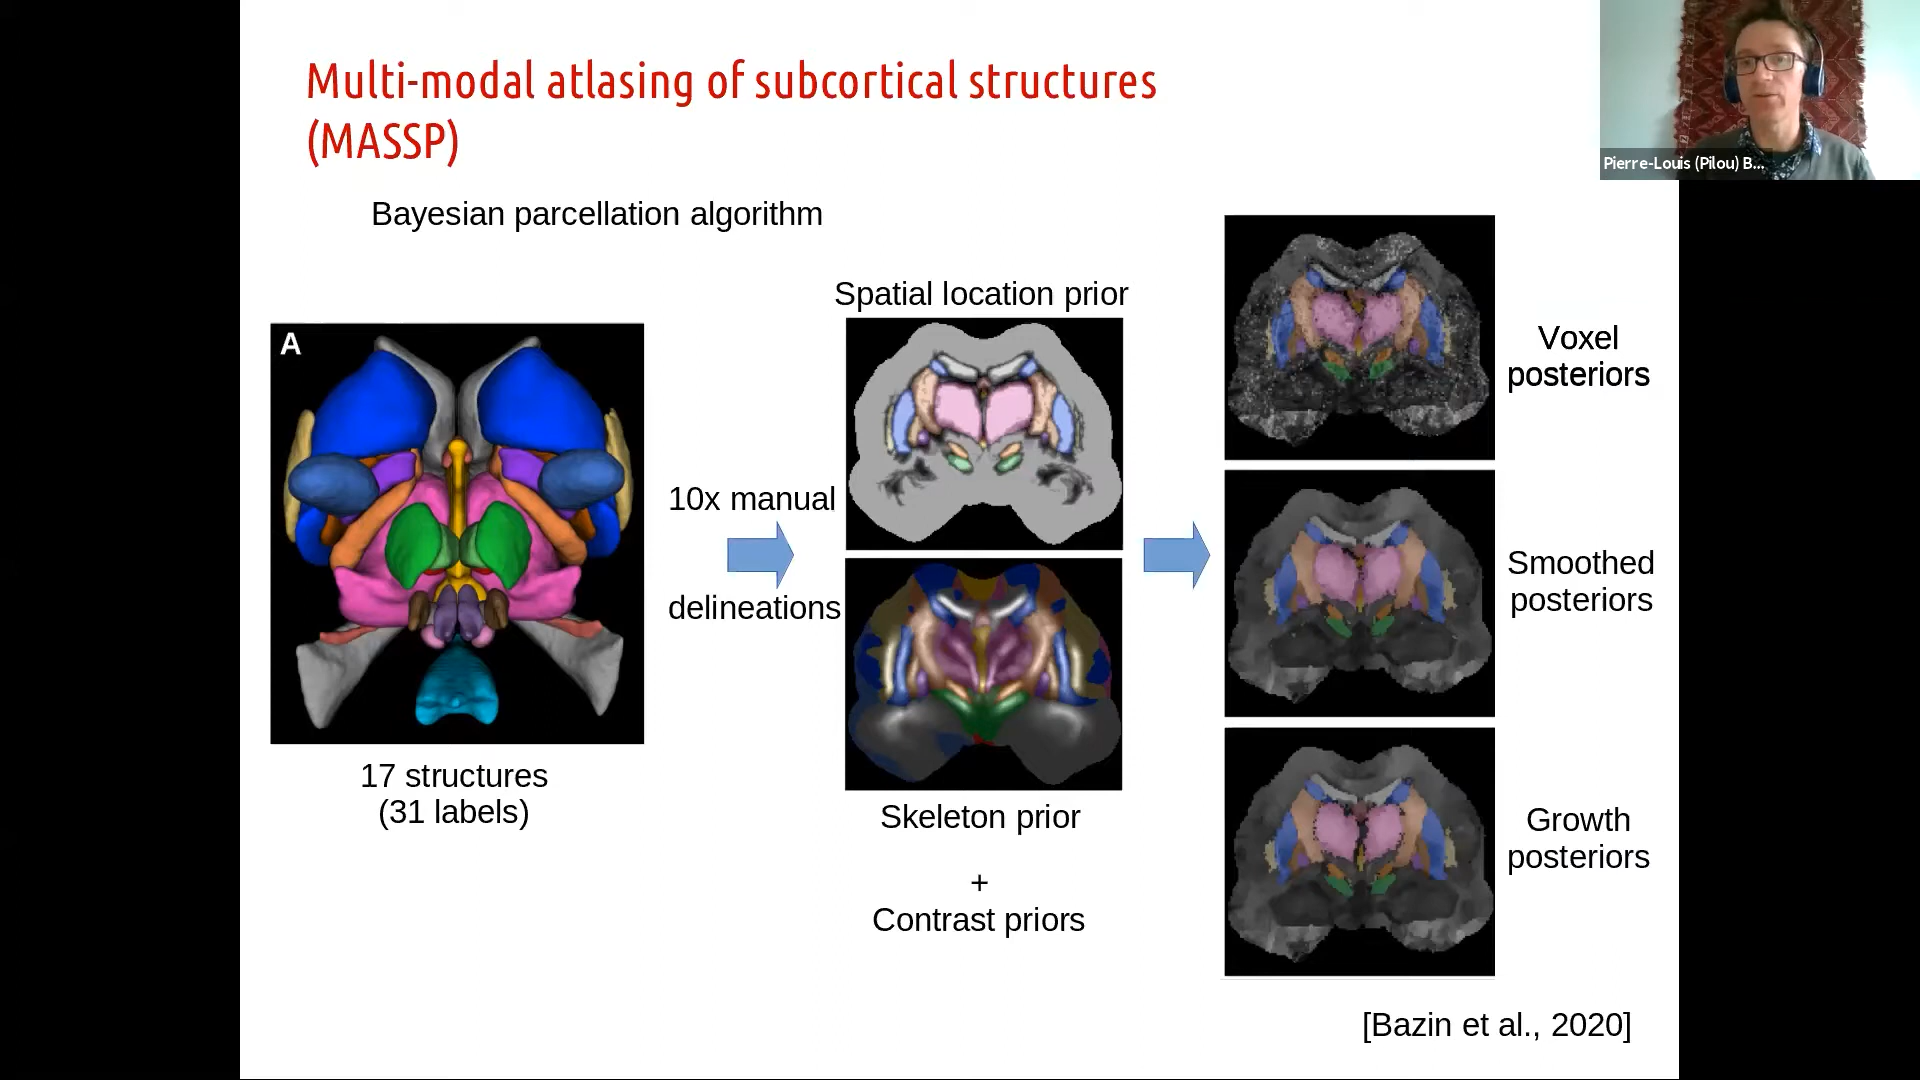 Multi-modal atlasing of subcortical structures
(MASSP)
Pierre-Louis (Pilou) B...
Bayesian parcellation algorithm
A
17 structures
(31 labels)
10x manual
delineations
Spatial location prior
Skeleton prior
+
Contrast priors
Voxel
posteriors
Smoothed
posteriors
Growth
posteriors
[Bazin et al., 2020]